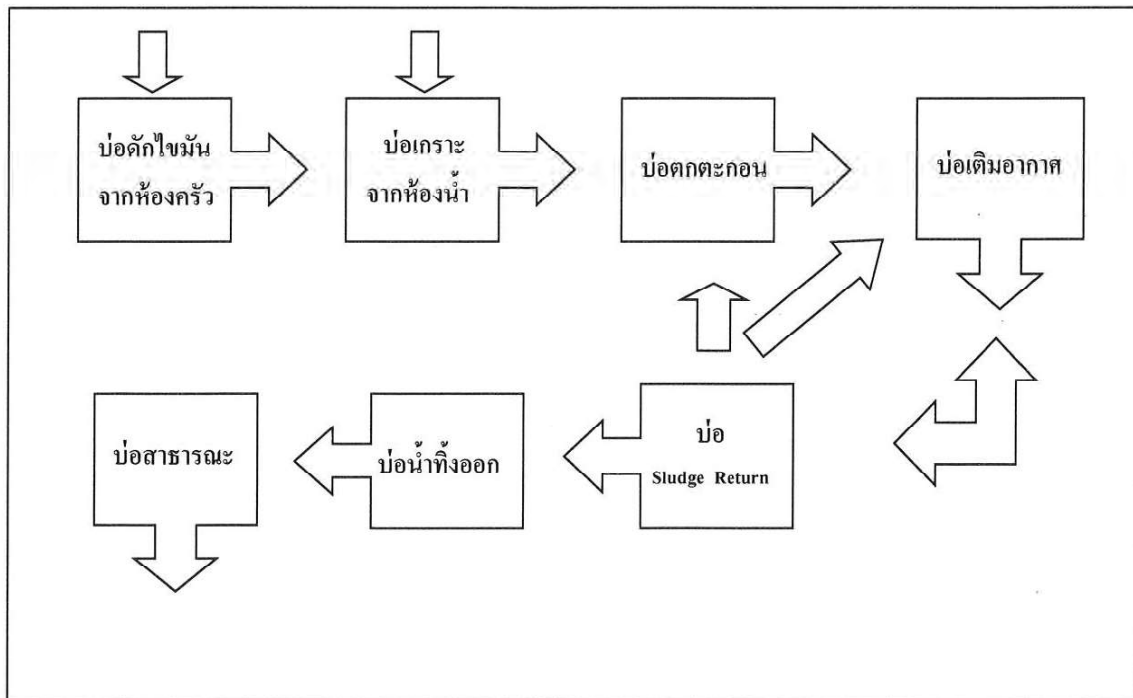 บ่อดักไขมัน
จากห้องครัว
บ่อเกราะ
จากห้องน้ำ
บ่อตกตะกอน
บ่อเติมอากาศ
บ่อสาธารณะ
บ่อน้ำทิ้งออก
บ่อ
Sludge Return